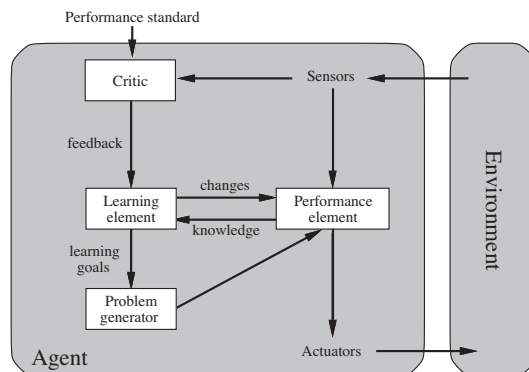 Performance standard
Critic
Sensors
feedback
changes
Learning
element
Performance
element
knowledge
learning
goals
Problem
generator
Agent
Actuators
Environment